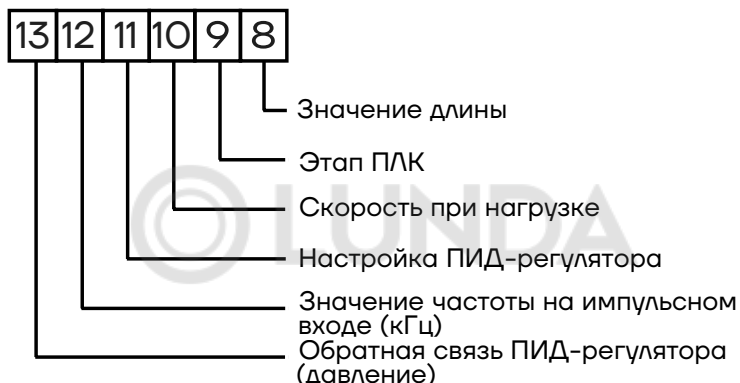 13 12 11 10 9 8
Значение длины
Этап ПЛК
Скорость при нагрузке
LUNDA
Настройка ПИД-регулятора
Значение частоты на импульсном
входе (кГц)
Обратная связь ПИД-регулятора
(давление)